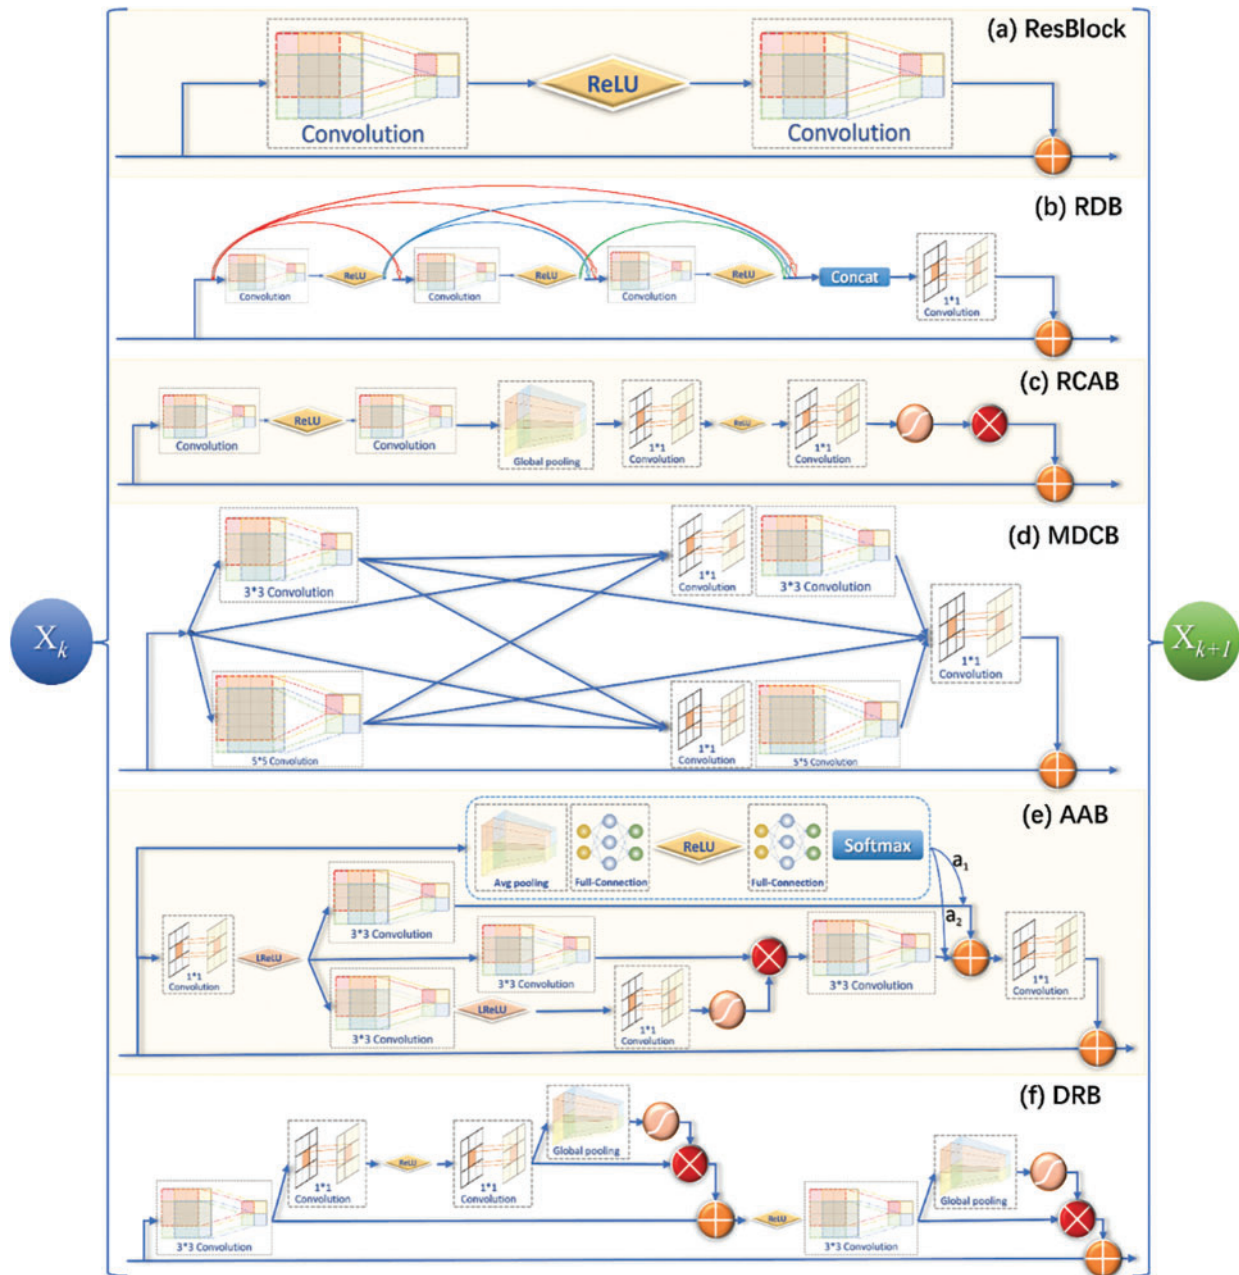 (a) ResBlock
ReLU
Convolution
Convolution
(b) RDB
ReLU
ReLU
ReLU
Concat
Convolution
Convolution
Convolution
1*1
Convolution
(c) RCAB
ReLU
ReLU
Convolution
Convolution
Global pooling
1*1
Convolution
1*1
Convolution
(d) MDCB
3*3 Convolution
1*1
Convolution
3*3 Convolution
X_k
X_{k+1}
1*1
Convolution
5*5 Convolution
1*1
Convolution
5*5 Convolution
(e) AAB
ReLU
Softmax
Avg pooling
Full-Connection
Full-Connection
a₁
a₂
3*3 Convolution
1*1
Convolution
LReLU
3*3 Convolution
3*3 Convolution
1*1
Convolution
3*3 Convolution
LReLU
1*1
Convolution
(f) DRB
Global pooling
1*1
Convolution
ReLU
1*1
Convolution
Global pooling
3*3 Convolution
ReLU
3*3 Convolution